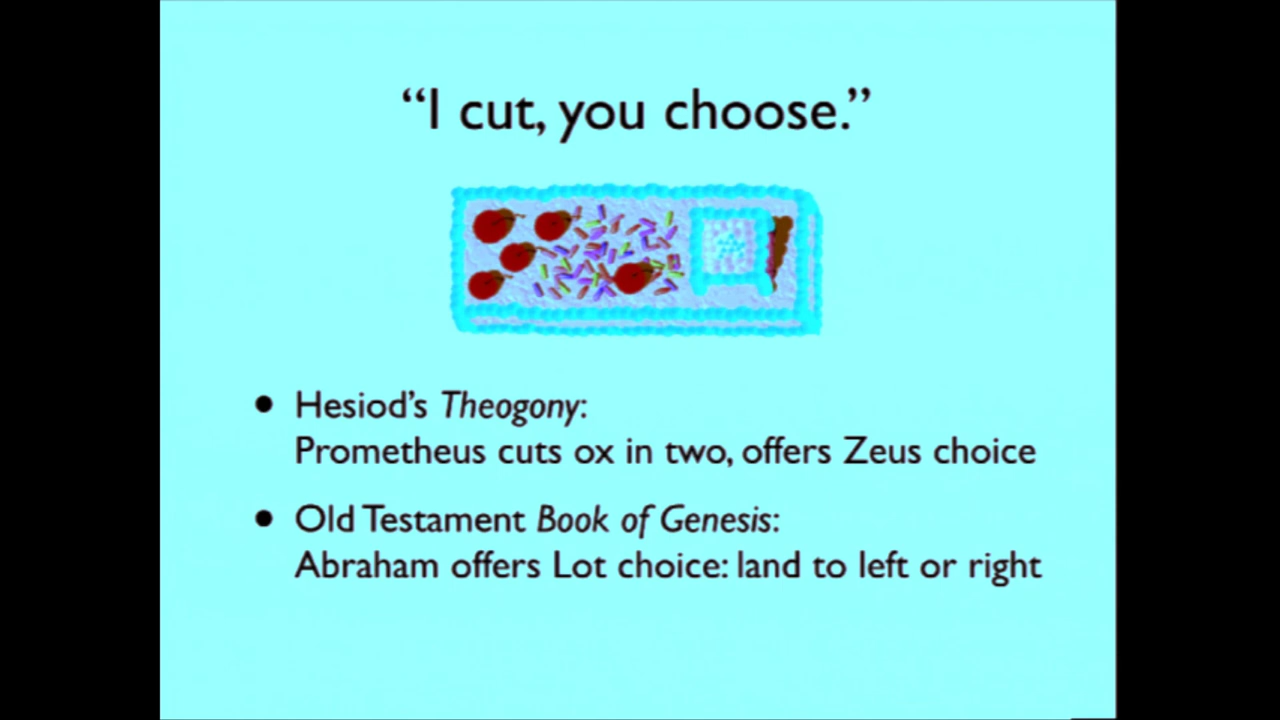 “I cut, you choose.”
• Hesiod’s Theogony:
Prometheus cuts ox in two, offers Zeus choice
• Old Testament Book of Genesis:
Abraham offers Lot choice: land to left or right